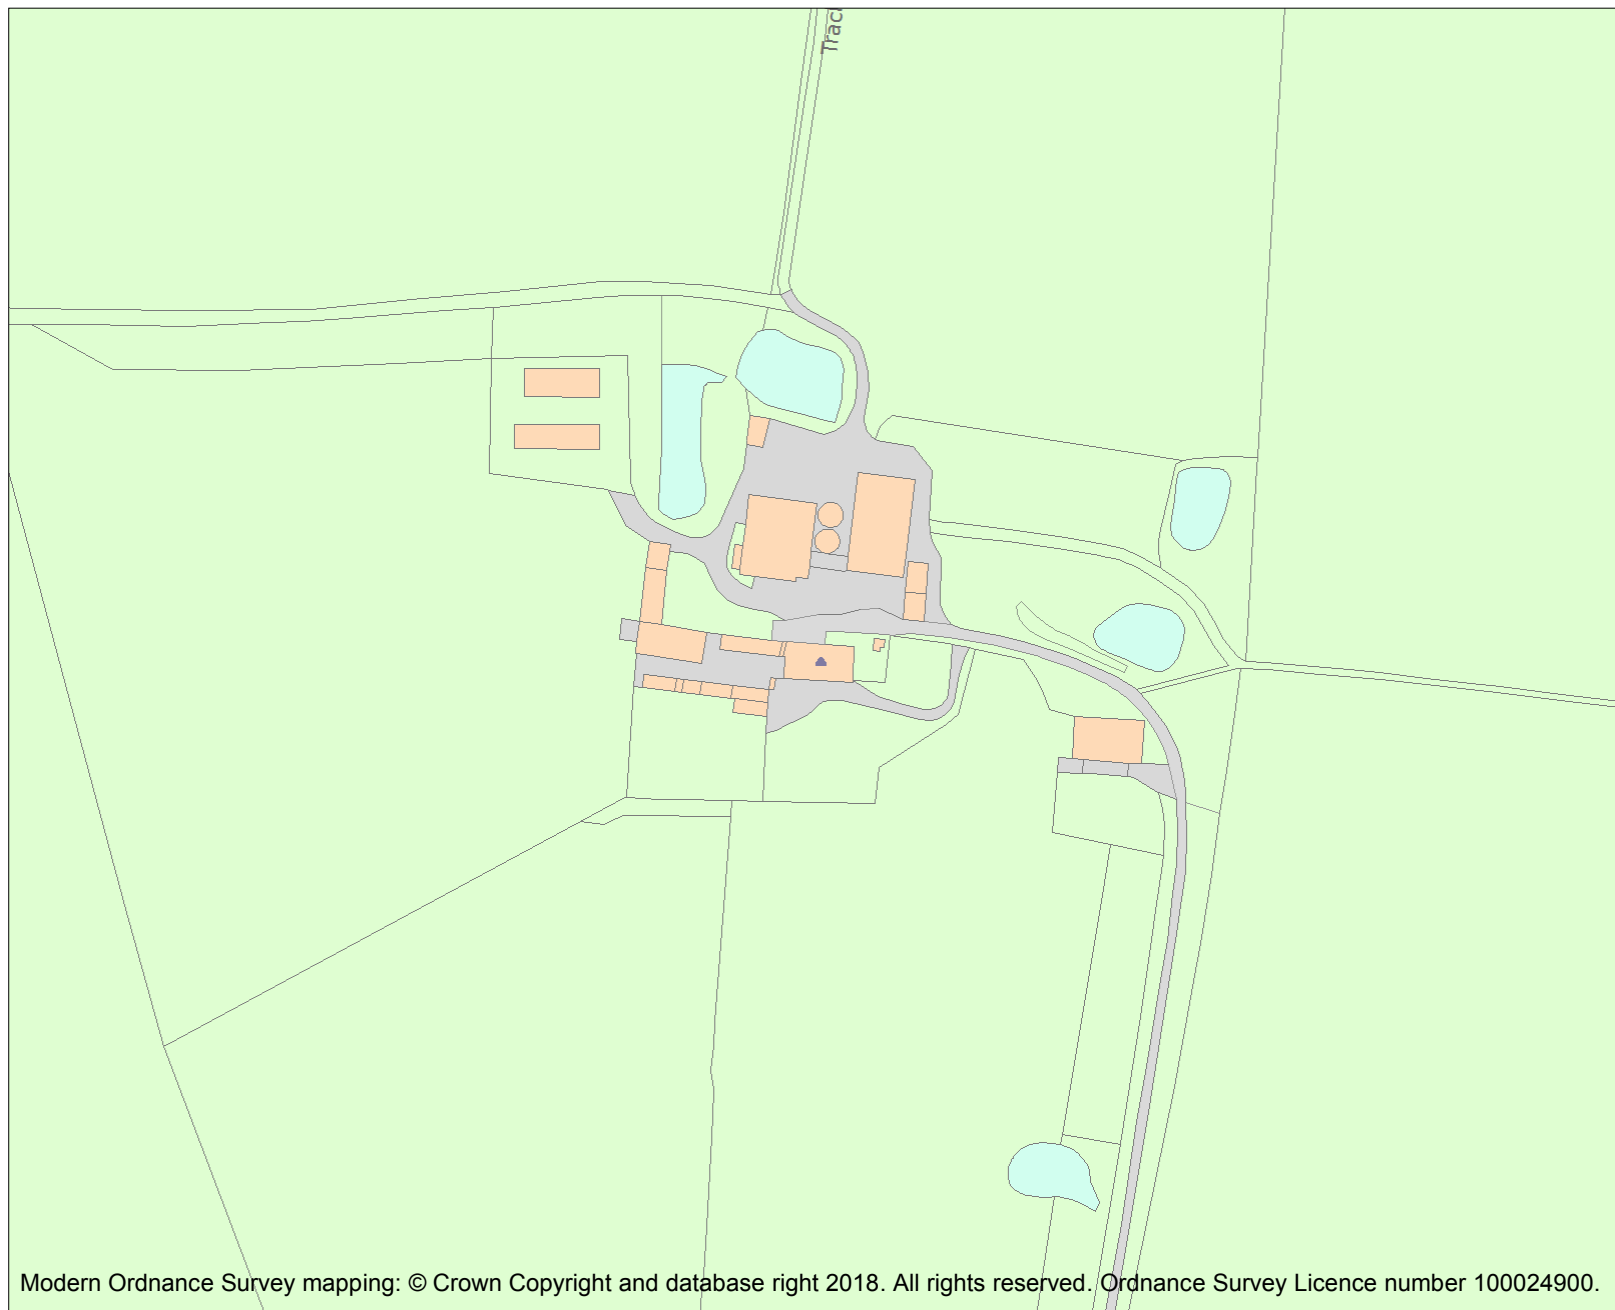 Modern Ordnance Survey mapping: © Crown Copyright and database right 2018. All rights reserved. Ordnance Survey Licence number 100024900.